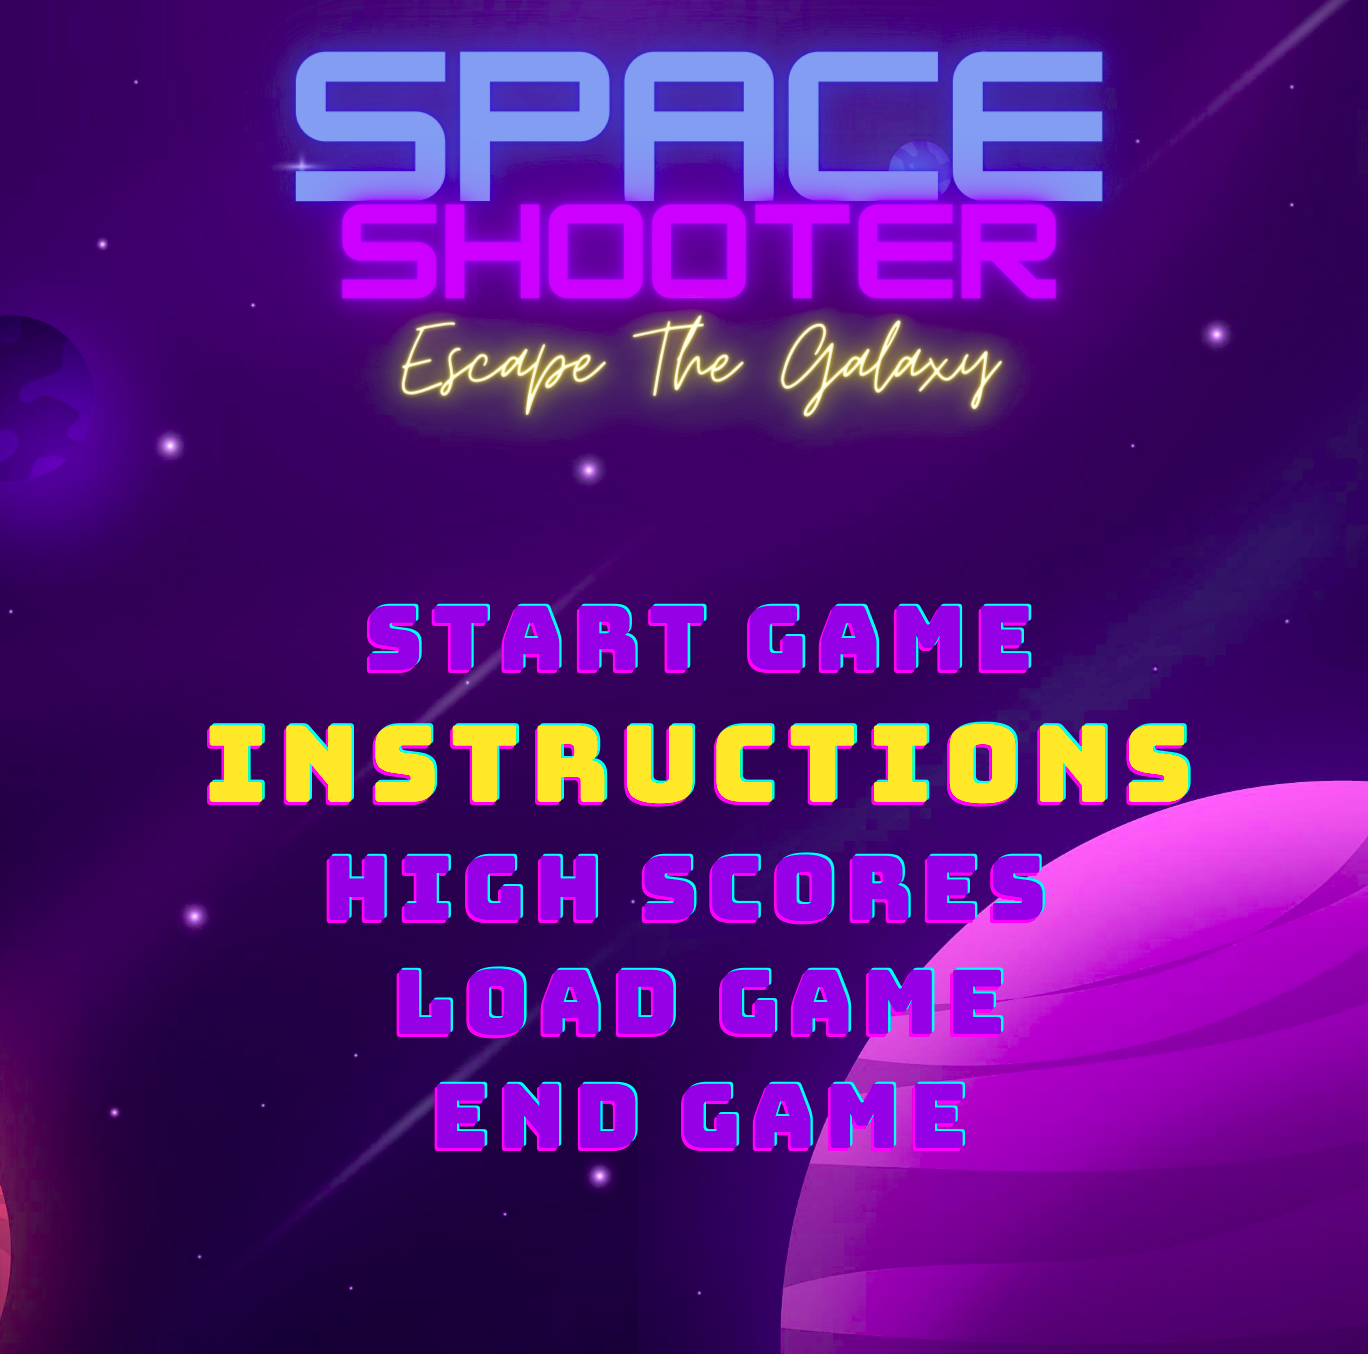 SPACE
SHOOTER
Escape The Galaxy
START GAME
INSTRUCTIONS
HIGH SCORES
LOAD GAME
END GAME